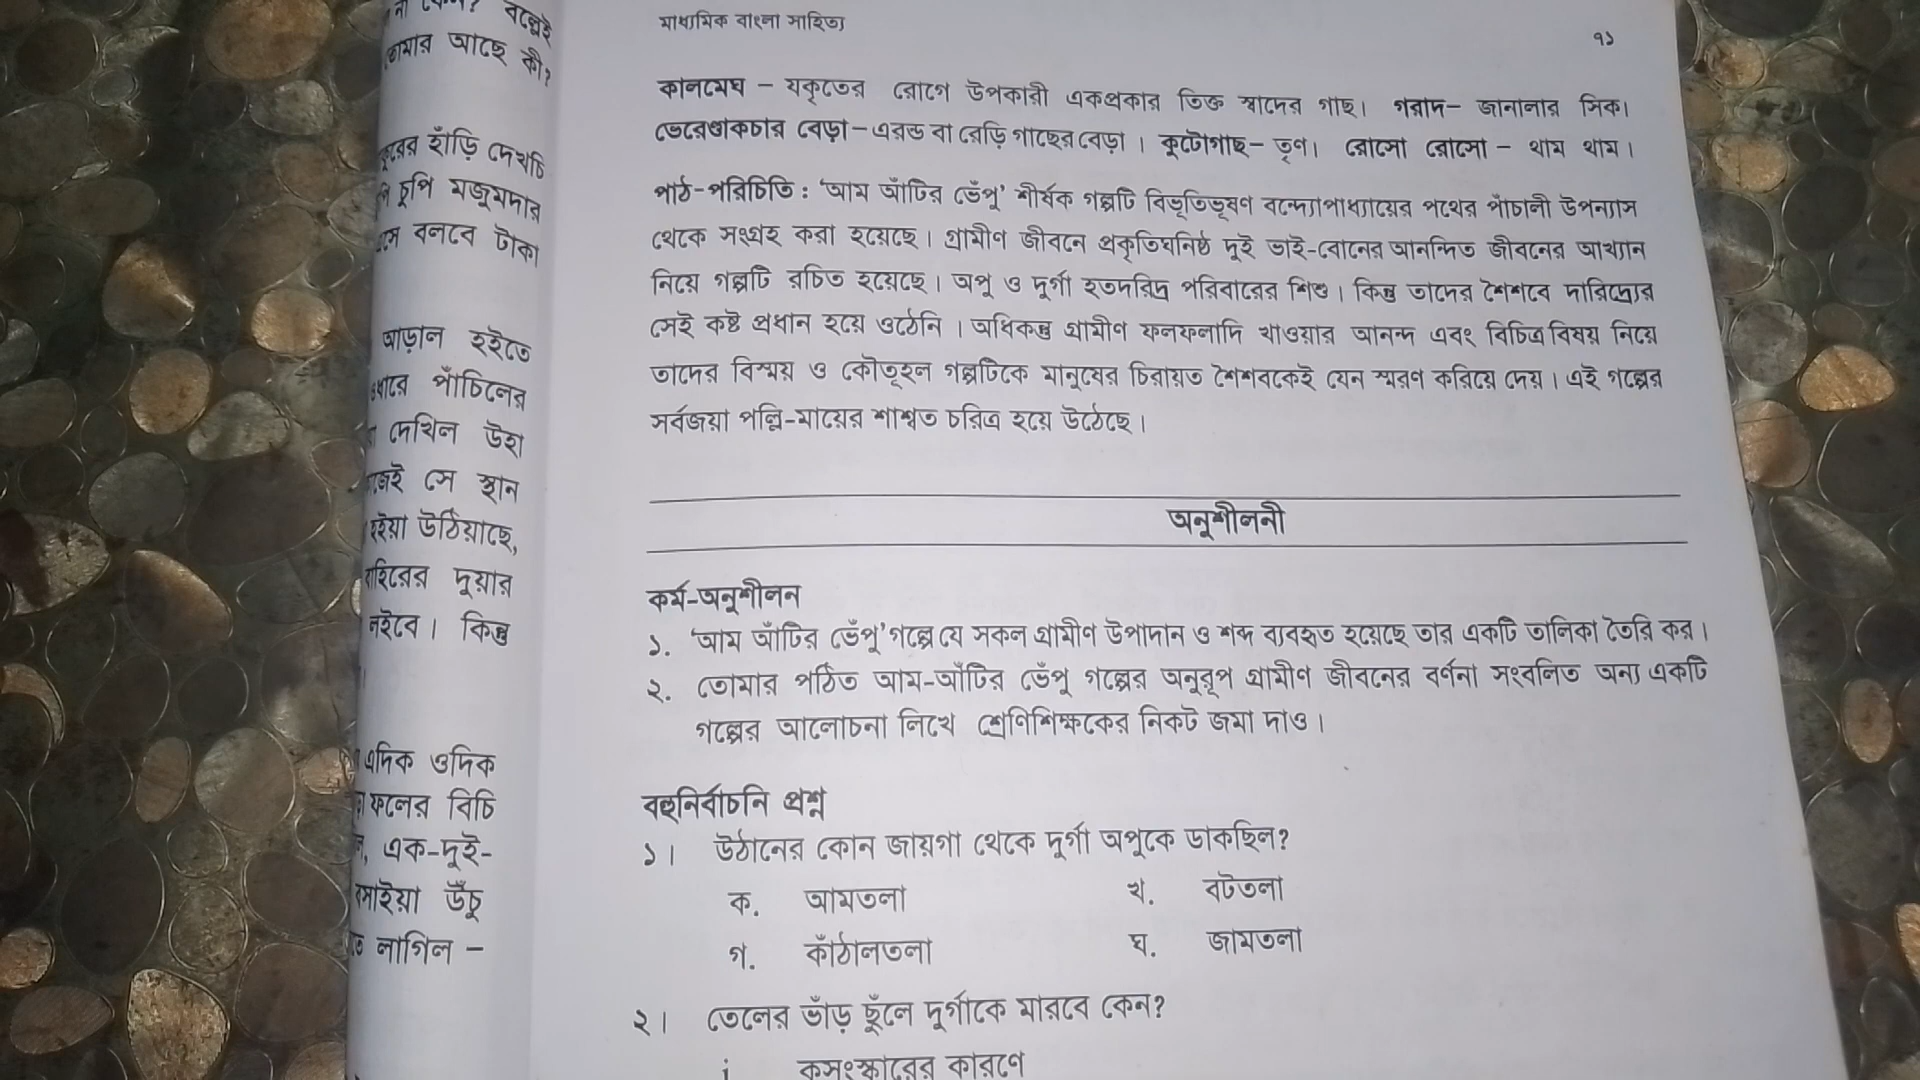 বল্লেই
তোমার আছে কী?
হাঁড়ি দেখচি
চুপি মজুমদার
বলবে টাকা
আড়াল হইতে
পাঁচিলের
দেখিল উহা
সে স্থান
হইয়া উঠিয়াছে,
বাহিরের দুয়ার
লইবে। কিন্তু
এদিক ওদিক
ফলের বিচি
এক-দুই-
উঁচু
লাগিল –
মাধ্যমিক বাংলা সাহিত্য
৭১
কালমেঘ – যকৃতের রোগে উপকারী একপ্রকার তিক্ত স্বাদের গাছ। গরাদ– জানালার সিক।
ভেরেণ্ডাকচার বেড়া–এরন্ড বা রেড়ি গাছের বেড়া। কুটোগাছ– তৃণ। রোসো রোসো – থাম থাম।
পাঠ-পরিচিতি : ‘আম আঁটির ভেঁপু’ শীর্ষক গল্পটি বিভূতিভূষণ বন্দ্যোপাধ্যায়ের পথের পাঁচালী উপন্যাস
থেকে সংগ্রহ করা হয়েছে। গ্রামীণ জীবনে প্রকৃতিঘনিষ্ঠ দুই ভাই-বোনের আনন্দিত জীবনের আখ্যান
নিয়ে গল্পটি রচিত হয়েছে। অপু ও দুর্গা হতদরিদ্র পরিবারের শিশু। কিন্তু তাদের শৈশবে দারিদ্র্যের
সেই কষ্ট প্রধান হয়ে ওঠেনি। অধিকন্তু গ্রামীণ ফলফলাদি খাওয়ার আনন্দ এবং বিচিত্র বিষয় নিয়ে
তাদের বিস্ময় ও কৌতূহল গল্পটিকে মানুষের চিরায়ত শৈশবকেই যেন স্মরণ করিয়ে দেয়। এই গল্পের
সর্বজয়া পল্লি-মায়ের শাশ্বত চরিত্র হয়ে উঠেছে।
অনুশীলনী
কর্ম-অনুশীলন
১. ‘আম আঁটির ভেঁপু’ গল্পে যে সকল গ্রামীণ উপাদান ও শব্দ ব্যবহৃত হয়েছে তার একটি তালিকা তৈরি কর।
২. তোমার পঠিত আম-আঁটির ভেঁপু গল্পের অনুরূপ গ্রামীণ জীবনের বর্ণনা সংবলিত অন্য একটি
গল্পের আলোচনা লিখে শ্রেণিশিক্ষকের নিকট জমা দাও।
বহুনির্বাচনি প্রশ্ন
১। উঠানের কোন জায়গা থেকে দুর্গা অপুকে ডাকছিল?
ক. আমতলা খ. বটতলা
গ. কাঁঠালতলা ঘ. জামতলা
২। তেলের ভাঁড় ছুঁলে দুর্গাকে মারবে কেন?
i কুসংস্কারের কারণে